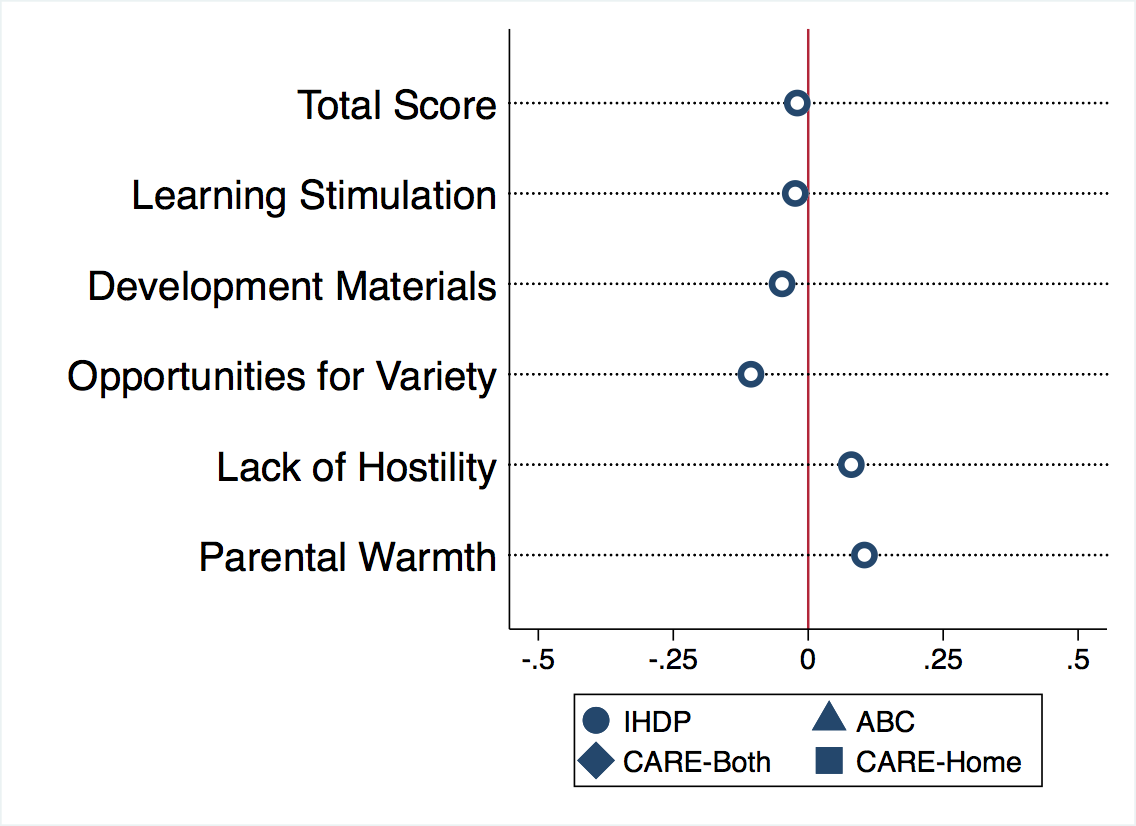 Total Score
Learning Stimulation
Development Materials
Opportunities for Variety
Lack of Hostility
Parental Warmth
-.5 -.25 0 .25 .5
IHDP ABC
CARE-Both CARE-Home